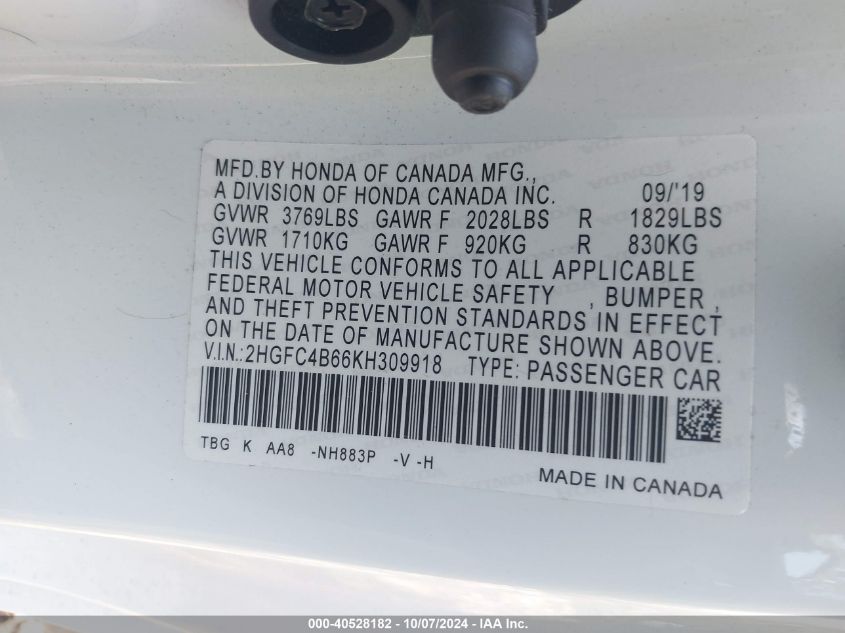 MFD.BY HONDA OF CANADA MFG.,
A DIVISION OF HONDA CANADA INC. 09/'19
GVWR 3769LBS GAWR F 2028LBS R 1829LBS
GVWR 1710KG GAWR F 920KG R 830KG
THIS VEHICLE CONFORMS TO ALL APPLICABLE
FEDERAL MOTOR VEHICLE SAFETY , BUMPER ,
AND THEFT PREVENTION STANDARDS IN EFFECT
ON THE DATE OF MANUFACTURE SHOWN ABOVE.
V.I.N.:2HGFC4B66KH309918 TYPE: PASSENGER CAR
TBG K AA8 -NH883P -V -H
MADE IN CANADA
000-40528182 - 10/07/2024 - IAA Inc.